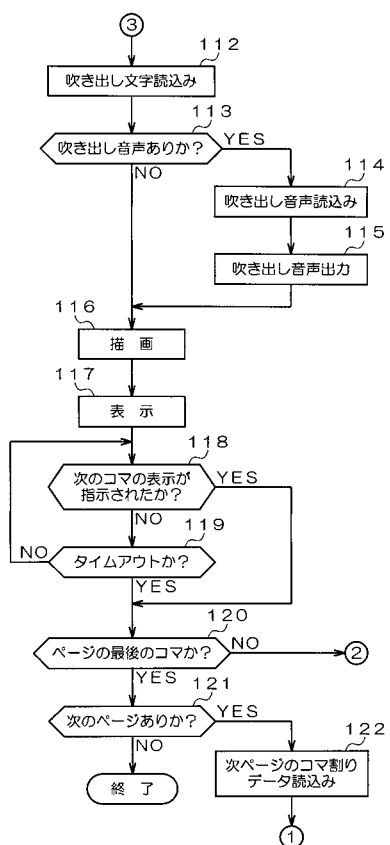 ③
112
吹き出し文字読込み
113
吹き出し音声ありか？
YES
NO
114
吹き出し音声読込み
115
吹き出し音声出力
116
描　画
117
表　示
118
次のコマの表示が
指示されたか？
YES
NO
119
タイムアウトか？
NO
YES
120
ページの最後のコマか？
NO
②
YES
121
次のページありか？
YES
NO
122
次ページのコマ割り
データ読込み
終　了
①